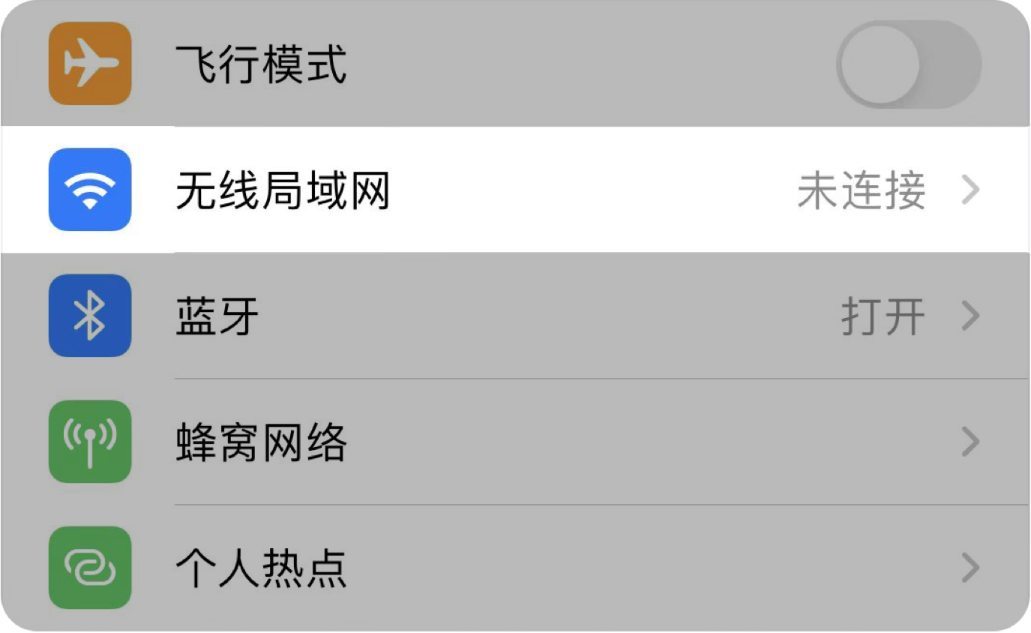 飞行模式
无线局域网 未连接
蓝牙 打开
蜂窝网络
个人热点